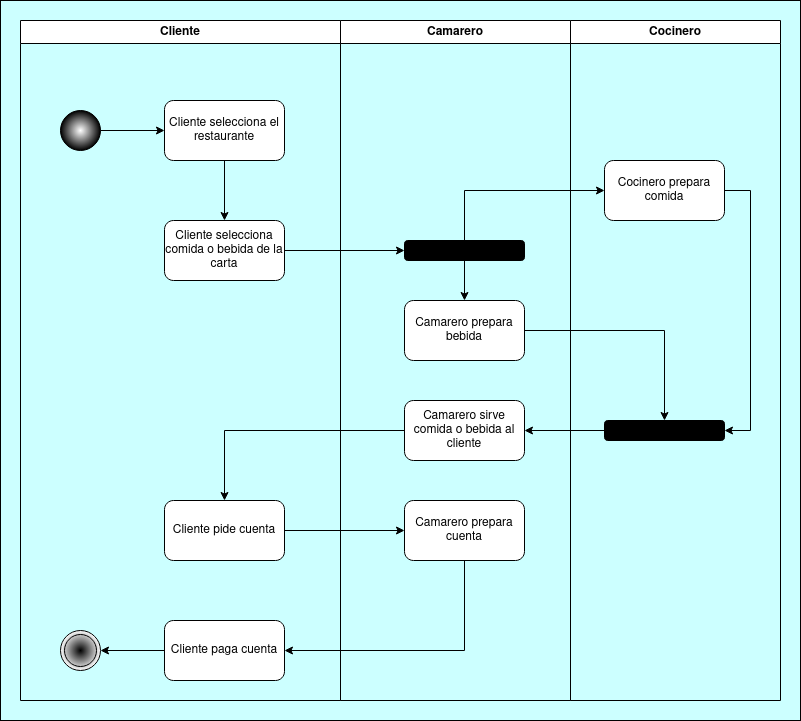 Cliente
Camarero
Cocinero
Cliente selecciona el
restaurante
Cliente selecciona
comida o bebida de la
carta
Cocinero prepara
comida
Camarero prepara
bebida
Camarero sirve
comida o bebida al
cliente
Cliente pide cuenta
Camarero prepara
cuenta
Cliente paga cuenta